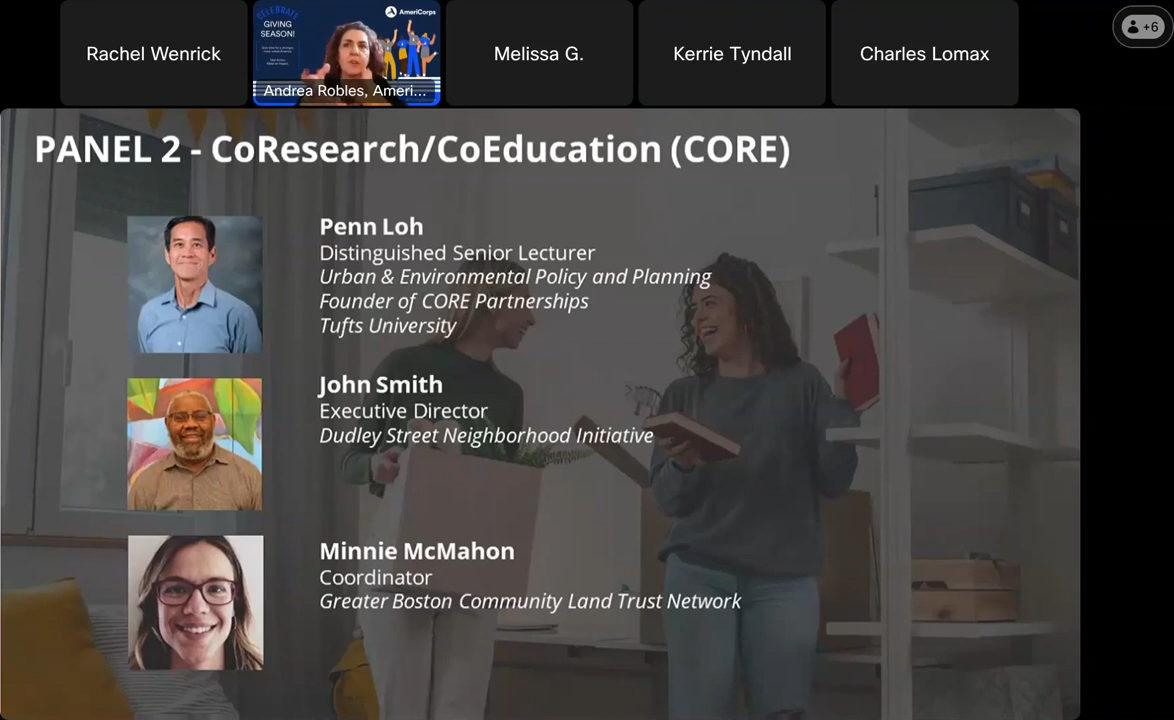 Rachel Wenrick
CELEBRATE
GIVING
SEASON!
AmeriCorps
Andrea Robles, Ameri...
Melissa G.
Kerrie Tyndall
Charles Lomax
+6
PANEL 2 - CoResearch/CoEducation (CORE)
Penn Loh
Distinguished Senior Lecturer
Urban & Environmental Policy and Planning
Founder of CORE Partnerships
Tufts University
John Smith
Executive Director
Dudley Street Neighborhood Initiative
Minnie McMahon
Coordinator
Greater Boston Community Land Trust Network